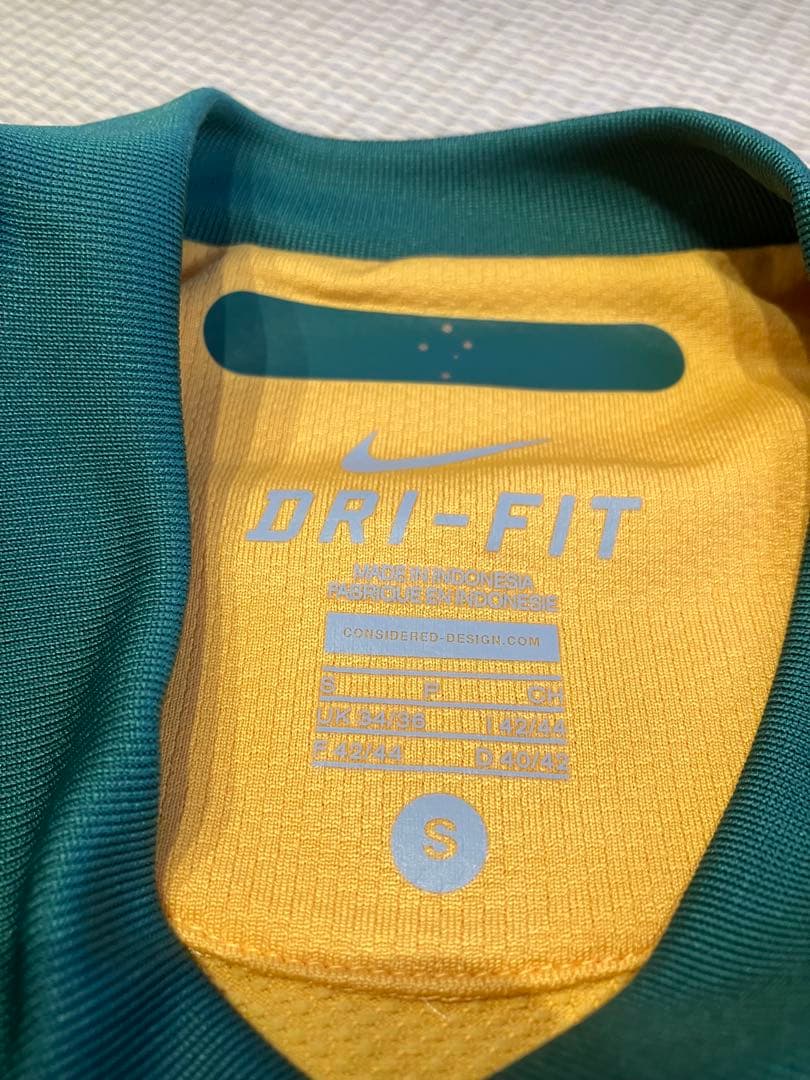 DRI-FIT
MADE IN INDONESIA
FABRIQUE EN INDONESIE
CONSIDERED-DESIGN.COM
S P CH
UK 34/36 I 42/44
F 42/44 D 40/42
S